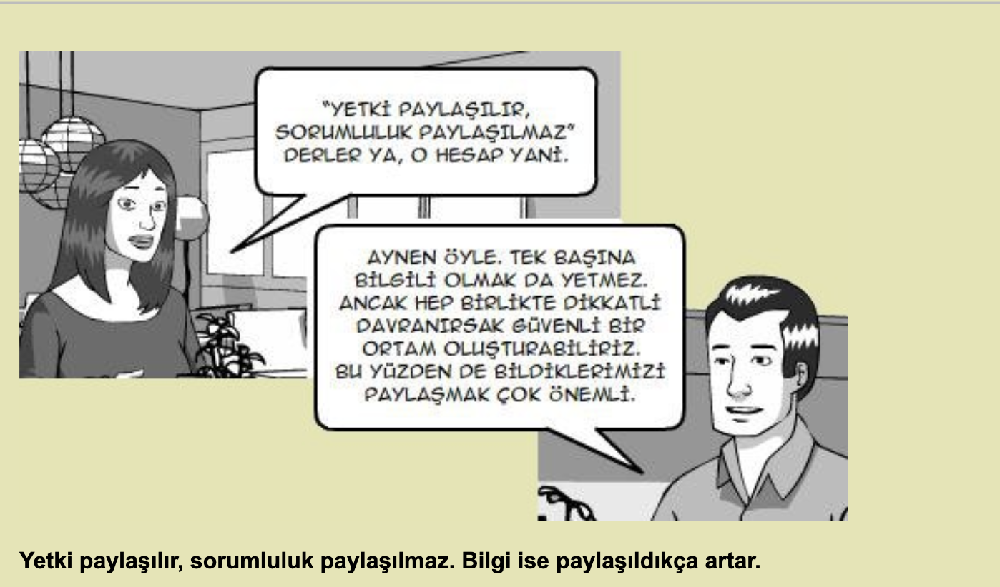 "YETKİ PAYLAŞILIR,
SORUMLULUK PAYLAŞILMAZ"
DERLER YA, O HESAP YANİ.
AYNEN ÖYLE. TEK BAŞINA
BİLGİLİ OLMAK DA YETMEZ.
ANCAK HEP BİRLİKTE DİKKATLİ
DAVRANIRSAK GÜVENLİ BİR
ORTAM OLUŞTURABİLİRİZ.
BU YÜZDEN DE BİLDİKLERİMİZİ
PAYLAŞMAK ÇOK ÖNEMLİ.
Yetki paylaşılır, sorumluluk paylaşılmaz. Bilgi ise paylaşıldıkça artar.